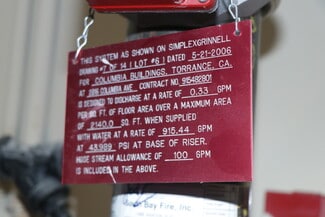 THIS SYSTEM AS SHOWN ON SIMPLEXGRINNELL
DRAWING #7 OF 14 (LOT #6) DATED 5-21-2006
FOR COLUMBIA BUILDINGS, TORRANCE, CA.
AT COLUMBIA AVE CONTRACT NO. 915492801
IS DESIGNED TO DISCHARGE AT A RATE OF 0.33 GPM
PER SQ. FT. OF FLOOR AREA OVER A MAXIMUM AREA
OF 2140.0 SQ. FT. WHEN SUPPLIED
WITH WATER AT A RATE OF 915.44 GPM
AT 43.989 PSI AT BASE OF RISER.
HOSE STREAM ALLOWANCE OF 100 GPM
IS INCLUDED IN THE ABOVE.
Bay Fire, Inc.